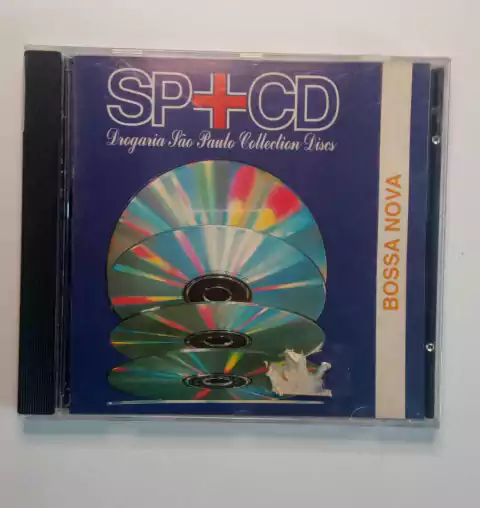 SP+CD
Drogaria São Paulo Collection Discs
BOSSA NOVA